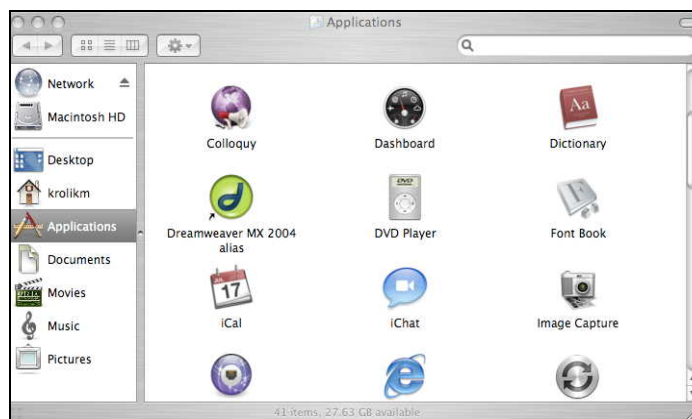 Applications
Network
Macintosh HD
Desktop
krolikm
Applications
Documents
Movies
Music
Pictures
Colloquy
Dashboard
Aa
Dictionary
Dreamweaver MX 2004
alias
DVD
DVD Player
F
Font Book
17
iCal
iChat
Image Capture
41 items, 27.63 GB available